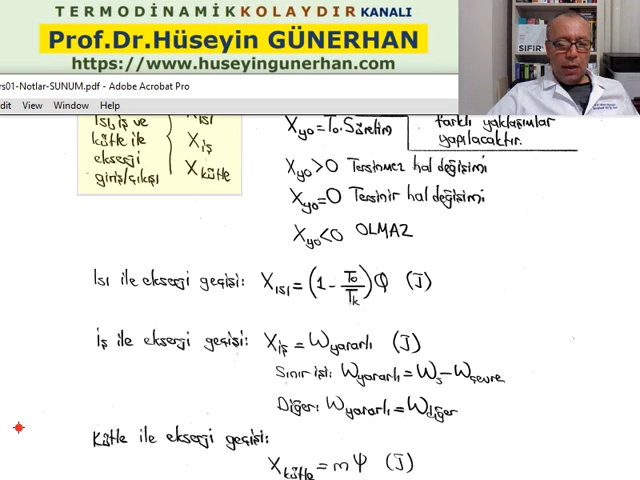 TERMODİNAMİKKOLAYDIR KANALI
Prof.Dr.Hüseyin GÜNERHAN
https://www.huseyingunerhan.com
rs01-Notlar-SUNUM.pdf - Adobe Acrobat Pro
dit View Window Help
SIFIR
Isı, iş ve
kütle ile
ekserji
giriş/çıkışı
Xısı
Xiş
Xkütle
Xyo = To.Süretim
farklı yaklaşımlar
yapılacaktır.
Xyo>0 Tersinmez hal değişimi
Xyo=0 Tersinir hal değişimi
Xyo<0 OLMAZ
Isı ile ekserji geçişi: Xısı = (1 - To/Tk)Q (J)
İş ile ekserji geçişi: Xiş = Wyararlı (J)
Sınır işi: Wyararlı = Ws - Wçevre
Diğer: Wyararlı = Wdiğer
Kütle ile ekserji geçişi:
Xkütle = mΨ (J)